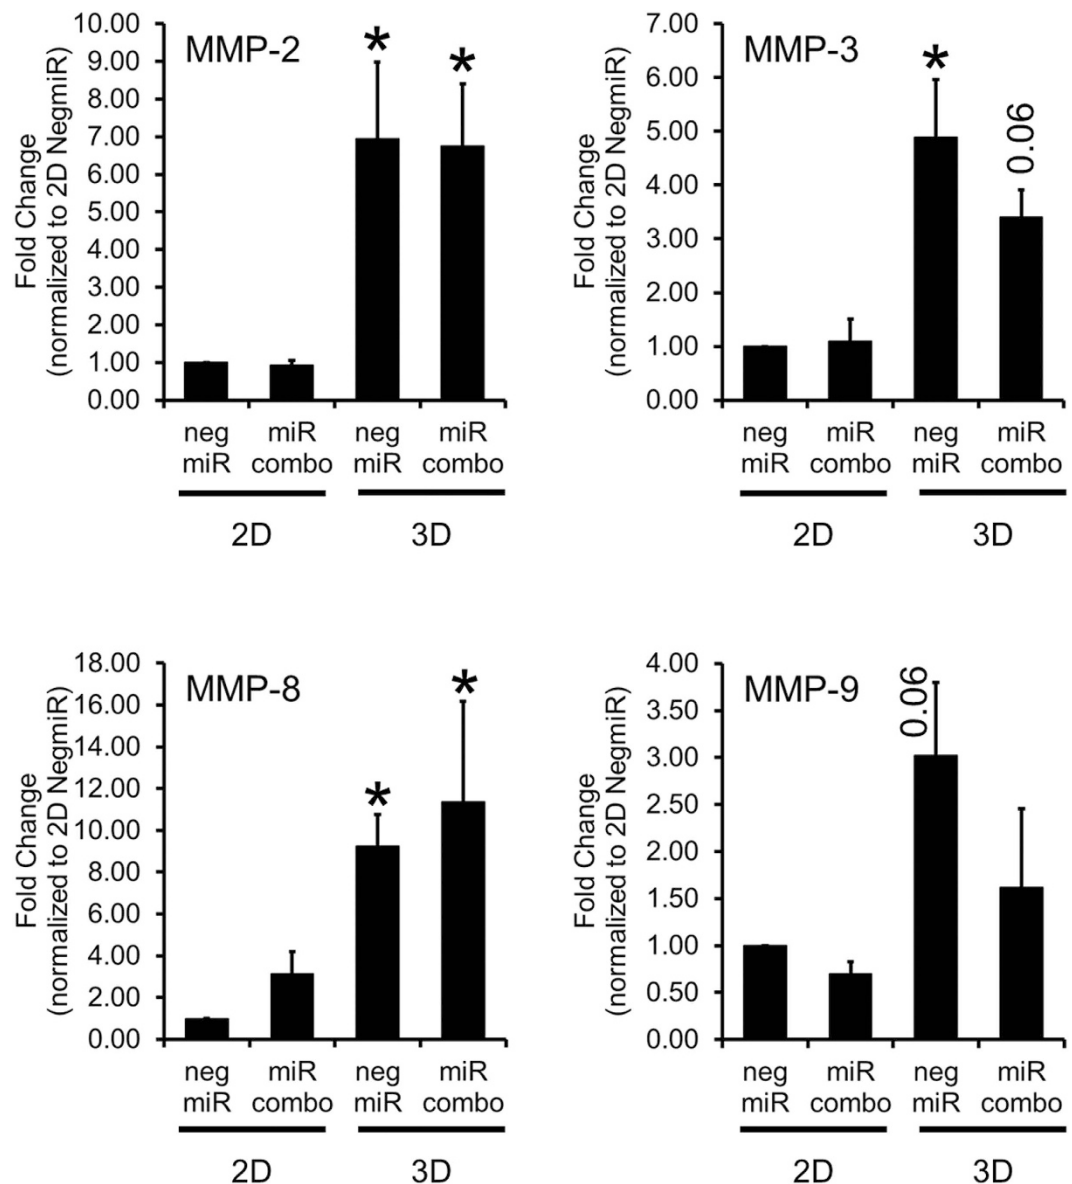 MMP-2
Fold Change
(normalized to 2D NegmiR)
10.00
9.00
8.00
7.00
6.00
5.00
4.00
3.00
2.00
1.00
0.00
*
*
neg miR
miR combo
neg miR
miR combo
2D
3D
MMP-3
Fold Change
(normalized to 2D NegmiR)
7.00
6.00
5.00
4.00
3.00
2.00
1.00
0.00
*
0.06
neg miR
miR combo
neg miR
miR combo
2D
3D
MMP-8
Fold Change
(normalized to 2D NegmiR)
18.00
16.00
14.00
12.00
10.00
8.00
6.00
4.00
2.00
0.00
*
*
neg miR
miR combo
neg miR
miR combo
2D
3D
MMP-9
Fold Change
(normalized to 2D NegmiR)
4.00
3.50
3.00
2.50
2.00
1.50
1.00
0.50
0.00
0.06
neg miR
miR combo
neg miR
miR combo
2D
3D